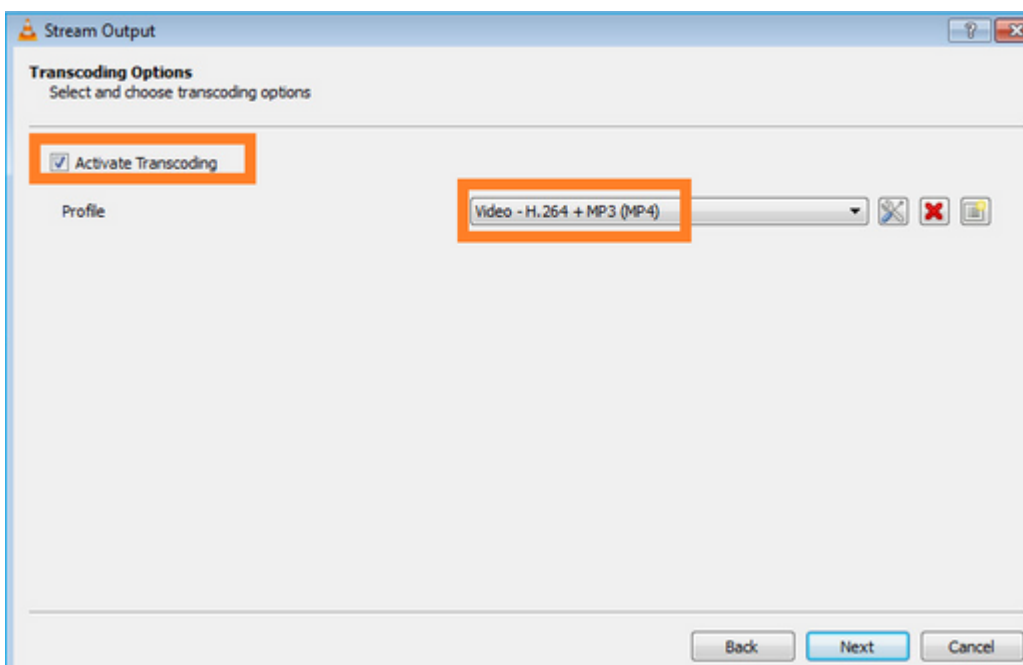 Stream Output
Transcoding Options
Select and choose transcoding options
Activate Transcoding
Profile
Video - H.264 + MP3 (MP4)
Back
Next
Cancel